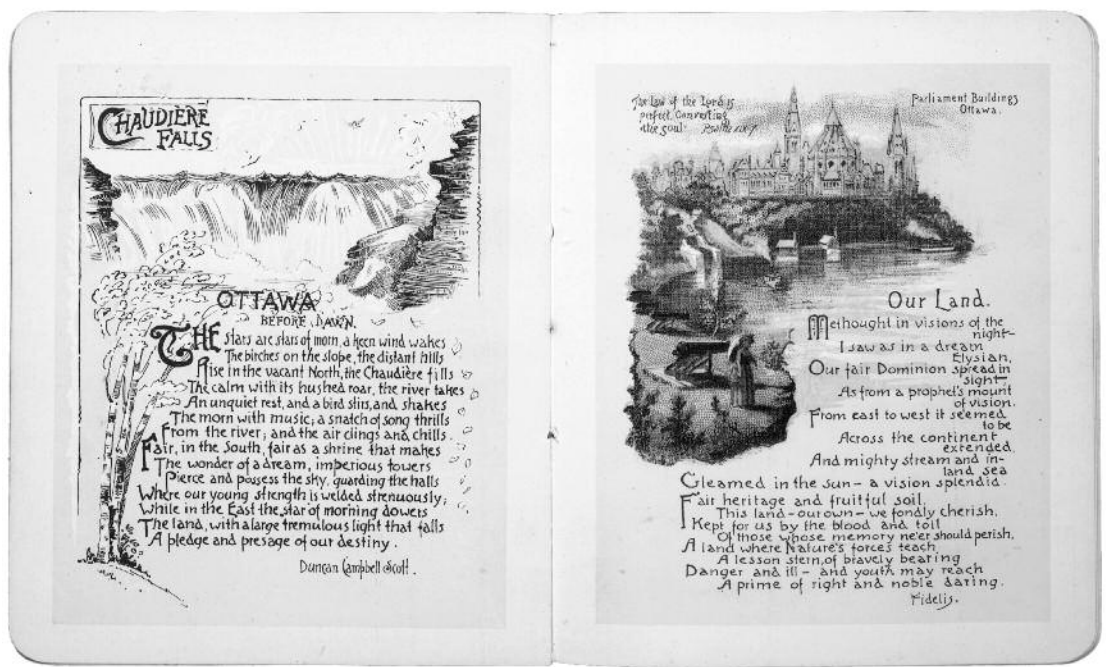 CHAUDIÈRE
FALLS
OTTAWA
BEFORE DAWN.
THE stars are stars of morn, a keen wind wakes
The birches on the slope, the distant hills
Rise in the vacant North, the Chaudière fills
The calm with its hushed roar, the river takes
An unquiet rest, and a bird stirs, and shakes
The morn with music; a snatch of song thrills
From the river; and the air clings and chills.
Fair, in the South, fair as a shrine that makes
The wonder of a dream, imperious towers
Pierce and possess the sky, guarding the halls
Where our young strength is welded strenuously;
While in the East the star of morning dowers
The land, with a large tremulous light that falls
A pledge and presage of our destiny.
Duncan Campbell Scott.
The Law of the Lord is
perfect, Converting
the soul. Psalms
Parliament Buildings
Ottawa.
Our Land.
Methought in visions of the
night—
I saw as in a dream
Elysian,
Our fair Dominion spread in
sight,
As from a prophet's mount
of vision.
From east to west it seemed
to be
Across the continent
extended,
And mighty stream and in-
land sea
Gleamed in the sun — a vision splendid.
Fair heritage and fruitful soil,
This land — our own — we fondly cherish,
Kept for us by the blood and toil
Of those whose memory ne'er should perish,
A land where Nature's forces teach
A lesson stern, of bravely bearing
Danger and ill — and youth may reach
A prime of right and noble daring.
Fidelis.